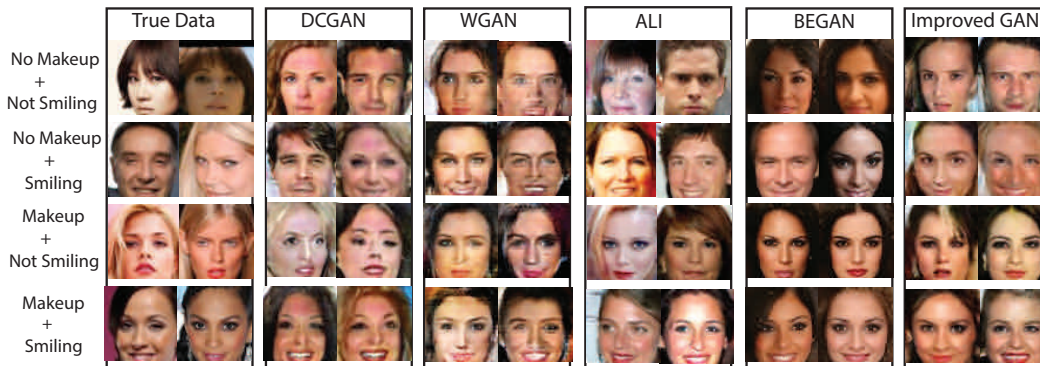 True Data
DCGAN
WGAN
ALI
BEGAN
Improved GAN
No Makeup
+
Not Smiling
No Makeup
+
Smiling
Makeup
+
Not Smiling
Makeup
+
Smiling